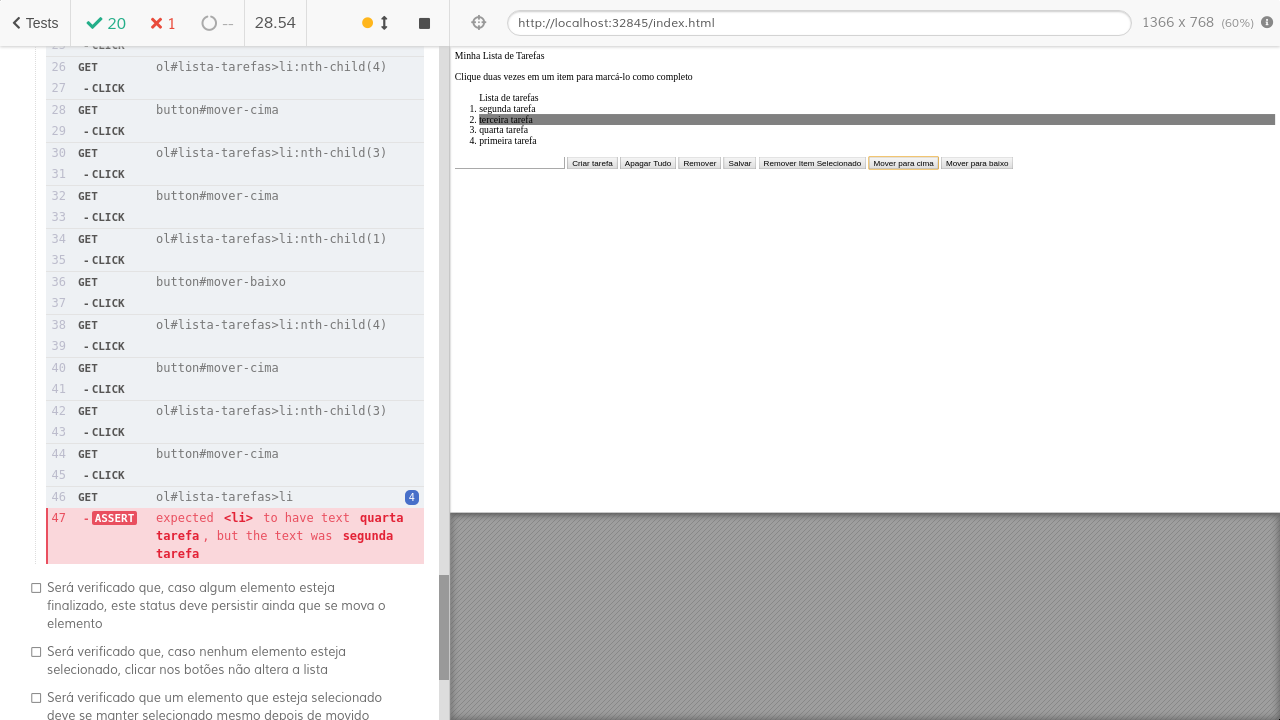 Tests
20
1
--
28.54
http://localhost:32845/index.html
1366 x 768 (60%)
25 - CLICK
26 GET ol#lista-tarefas>li:nth-child(4)
27 - CLICK
28 GET button#mover-cima
29 - CLICK
30 GET ol#lista-tarefas>li:nth-child(3)
31 - CLICK
32 GET button#mover-cima
33 - CLICK
34 GET ol#lista-tarefas>li:nth-child(1)
35 - CLICK
36 GET button#mover-baixo
37 - CLICK
38 GET ol#lista-tarefas>li:nth-child(4)
39 - CLICK
40 GET button#mover-cima
41 - CLICK
42 GET ol#lista-tarefas>li:nth-child(3)
43 - CLICK
44 GET button#mover-cima
45 - CLICK
46 GET ol#lista-tarefas>li 4
47 - ASSERT expected <li> to have text quarta
tarefa, but the text was segunda
tarefa
Será verificado que, caso algum elemento esteja
finalizado, este status deve persistir ainda que se mova o
elemento
Será verificado que, caso nenhum elemento esteja
selecionado, clicar nos botões não altera a lista
Será verificado que um elemento que esteja selecionado
deve se manter selecionado mesmo depois de movido
Minha Lista de Tarefas
Clique duas vezes em um item para marcá-lo como completo
Lista de tarefas
1. segunda tarefa
2. terceira tarefa
3. quarta tarefa
4. primeira tarefa
Criar tarefa Apagar Tudo Remover Salvar Remover Item Selecionado Mover para cima Mover para baixo